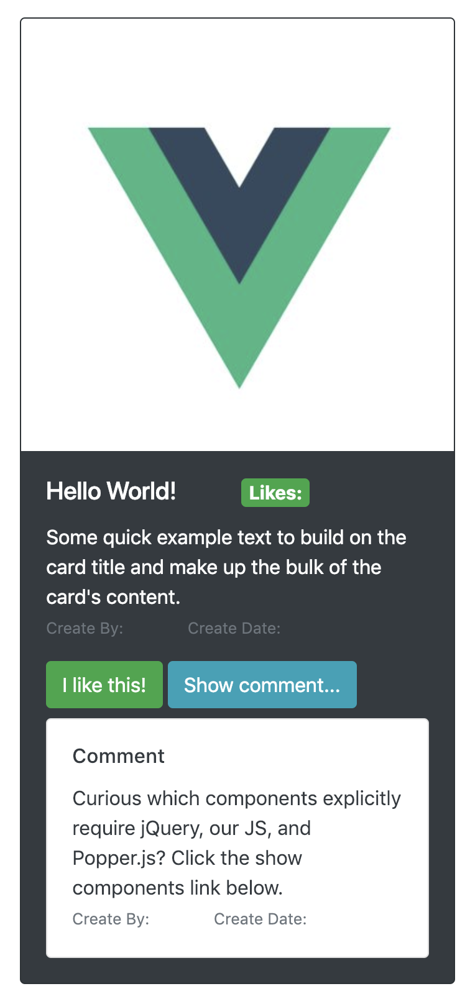 Hello World! Likes:
Some quick example text to build on the
card title and make up the bulk of the
card's content.
Create By: Create Date:
I like this! Show comment...
Comment
Curious which components explicitly
require jQuery, our JS, and
Popper.js? Click the show
components link below.
Create By: Create Date: